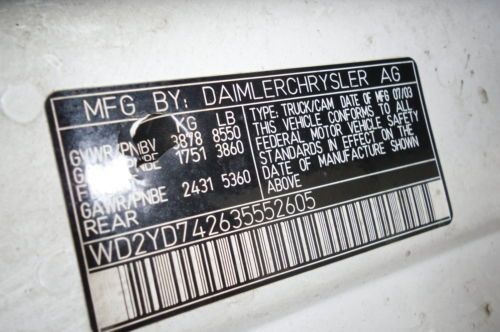 MFG BY: DAIMLERCHRYSLER AG
KG LB
GVWR/PNBV 3878 8550
1751 3860
GAWR/PNBE 2431 5360
REAR
TYPE: TRUCK/CAM DATE OF MFG 07/03
THIS VEHICLE CONFORMS TO ALL
FEDERAL MOTOR VEHICLE SAFETY
STANDARDS IN EFFECT ON THE
DATE OF MANUFACTURE SHOWN
ABOVE
WD2YD742635552605